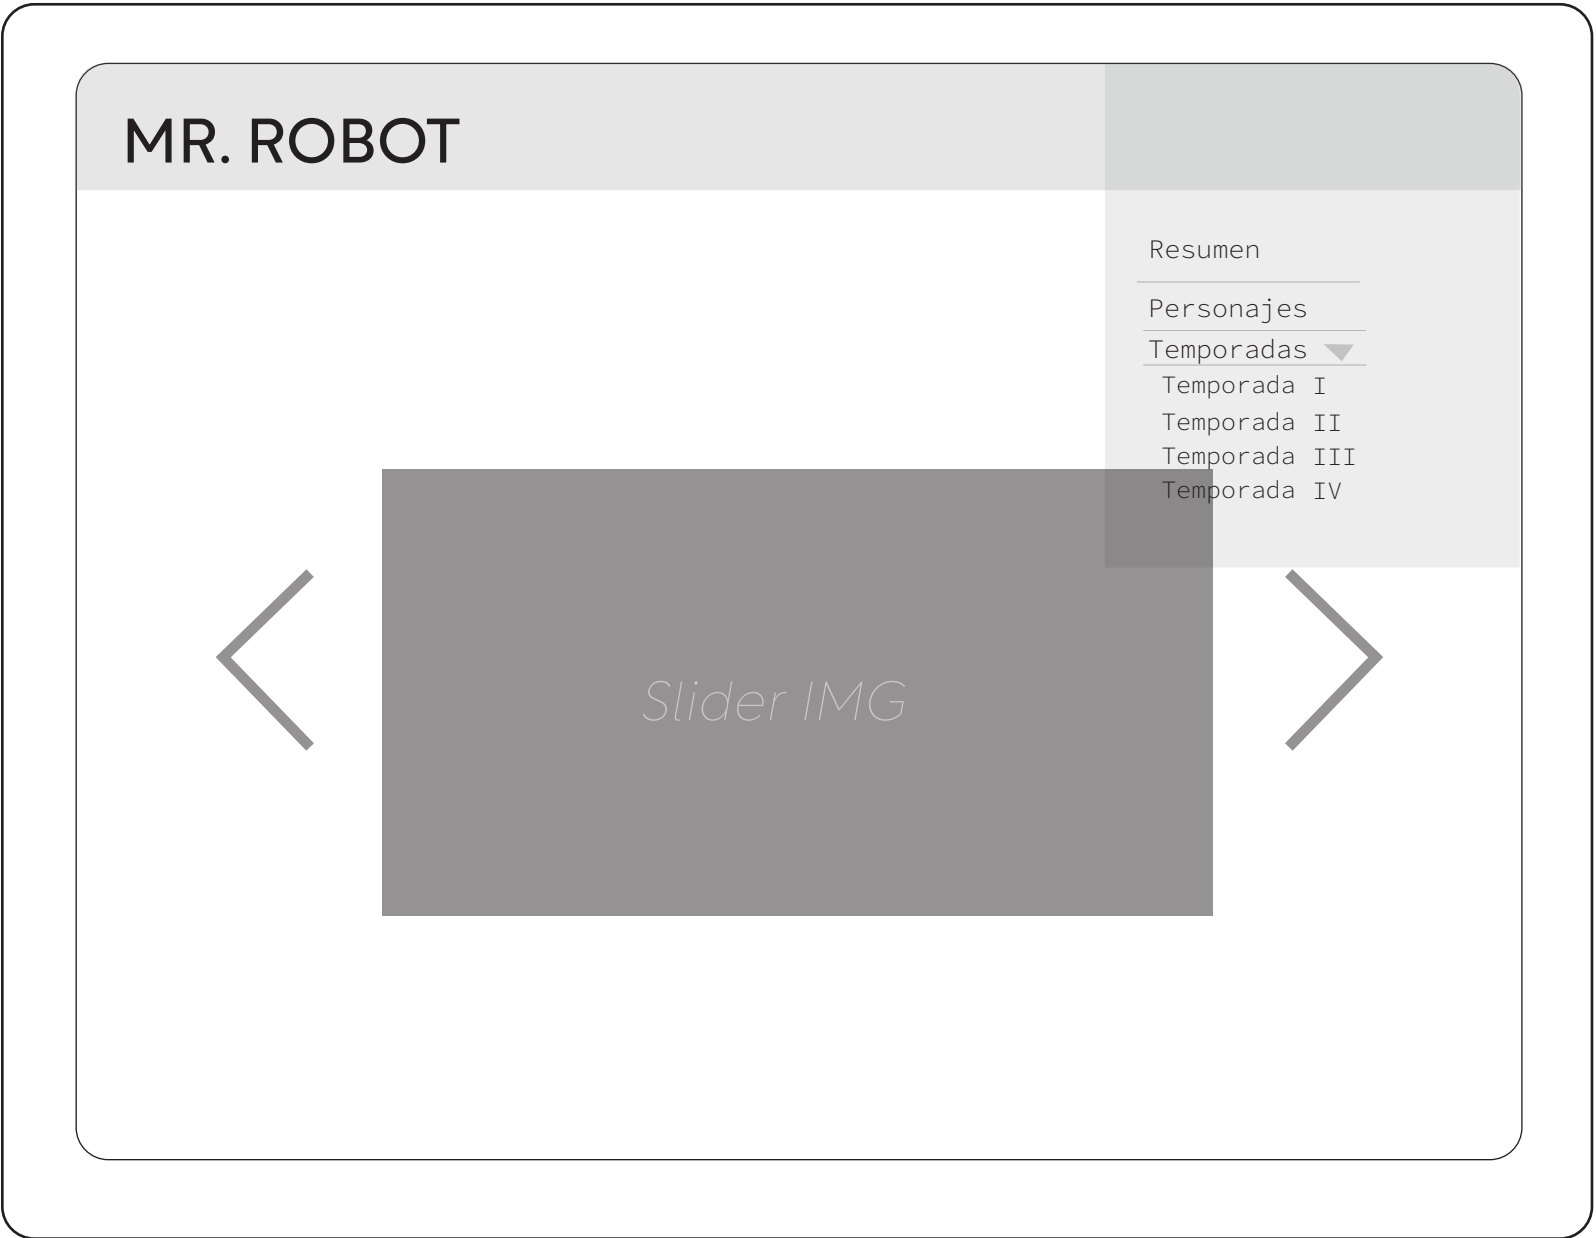 MR. ROBOT
Resumen
Personajes
Temporadas
Temporada I
Temporada II
Temporada III
Temporada IV
Slider IMG